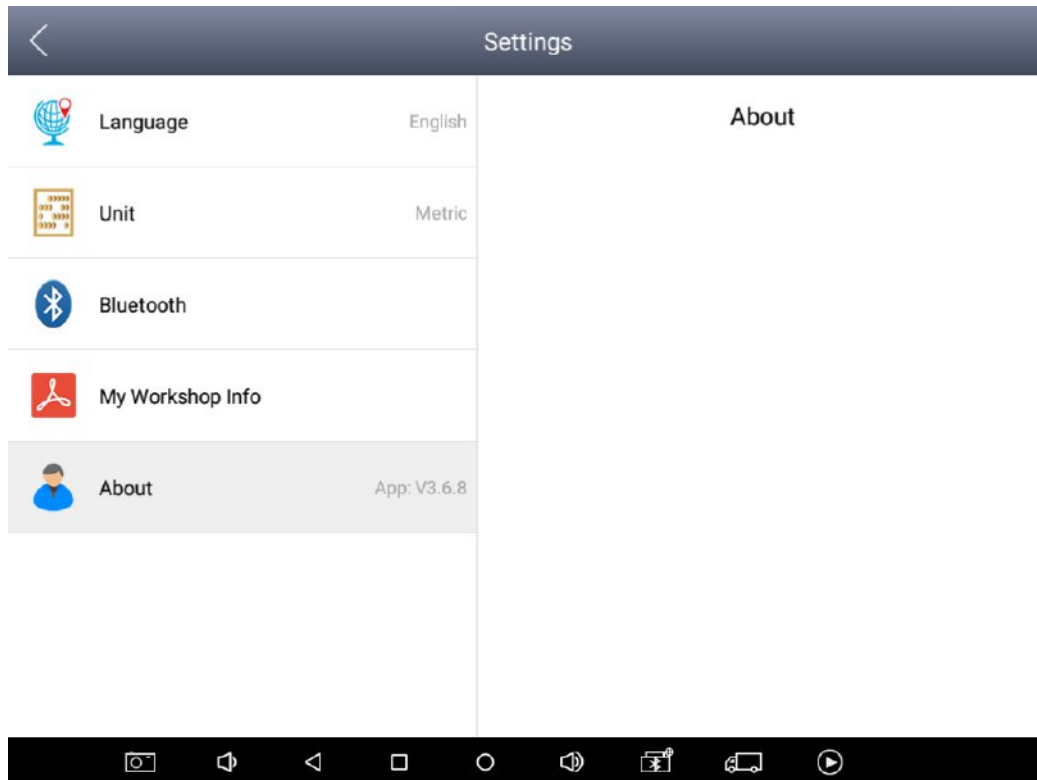 Settings
Language English
About
Unit Metric
Bluetooth
My Workshop Info
About App: V3.6.8